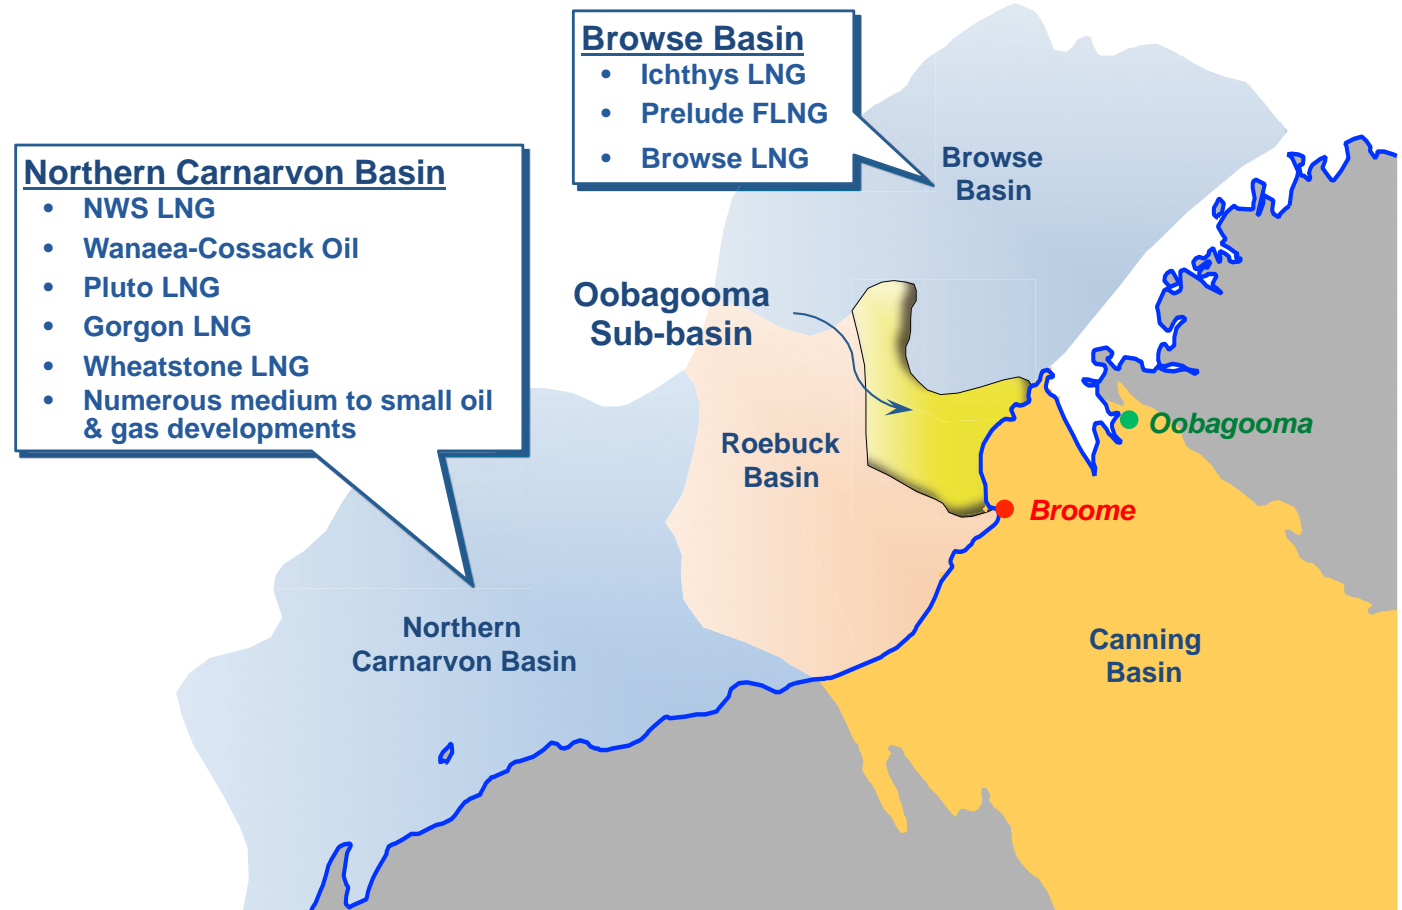 Browse Basin
• Ichthys LNG
• Prelude FLNG
• Browse LNG
Northern Carnarvon Basin
• NWS LNG
• Wanaea-Cossack Oil
• Pluto LNG
• Gorgon LNG
• Wheatstone LNG
• Numerous medium to small oil
& gas developments
Browse
Basin
Oobagooma
Sub-basin
Roebuck
Basin
Oobagooma
Broome
Northern
Carnarvon Basin
Canning
Basin